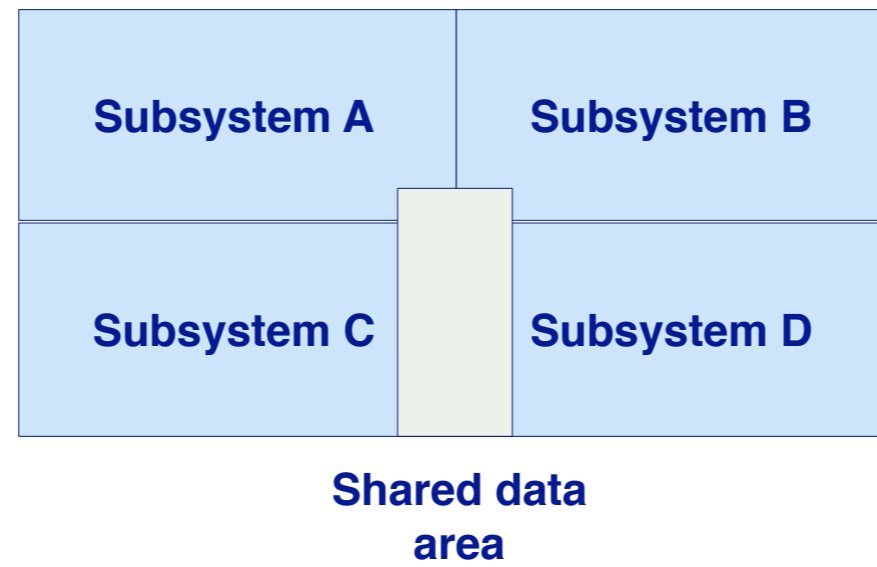 Subsystem A
Subsystem B
Subsystem C
Subsystem D
Shared data
area